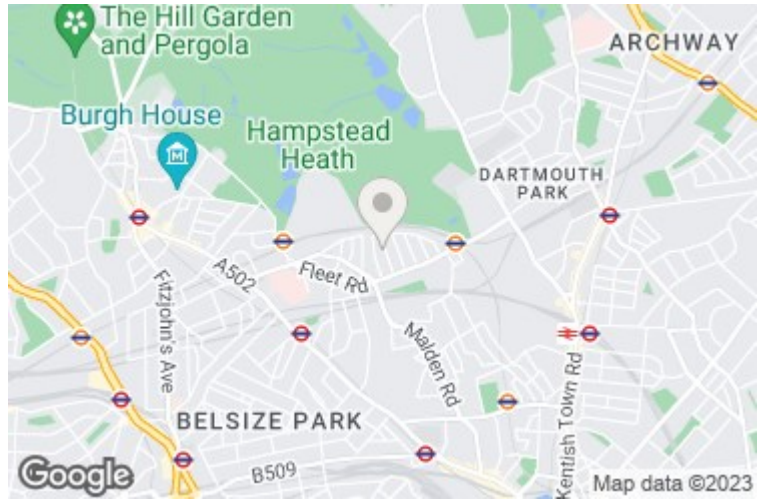 The Hill Garden
and Pergola
ARCHWAY
Burgh House
Hampstead
Heath
DARTMOUTH
PARK
A502
Fleet Rd
Fitzjohn's Ave
Malden Rd
Kentish Town Rd
BELSIZE PARK
B509
Google
Map data ©2023